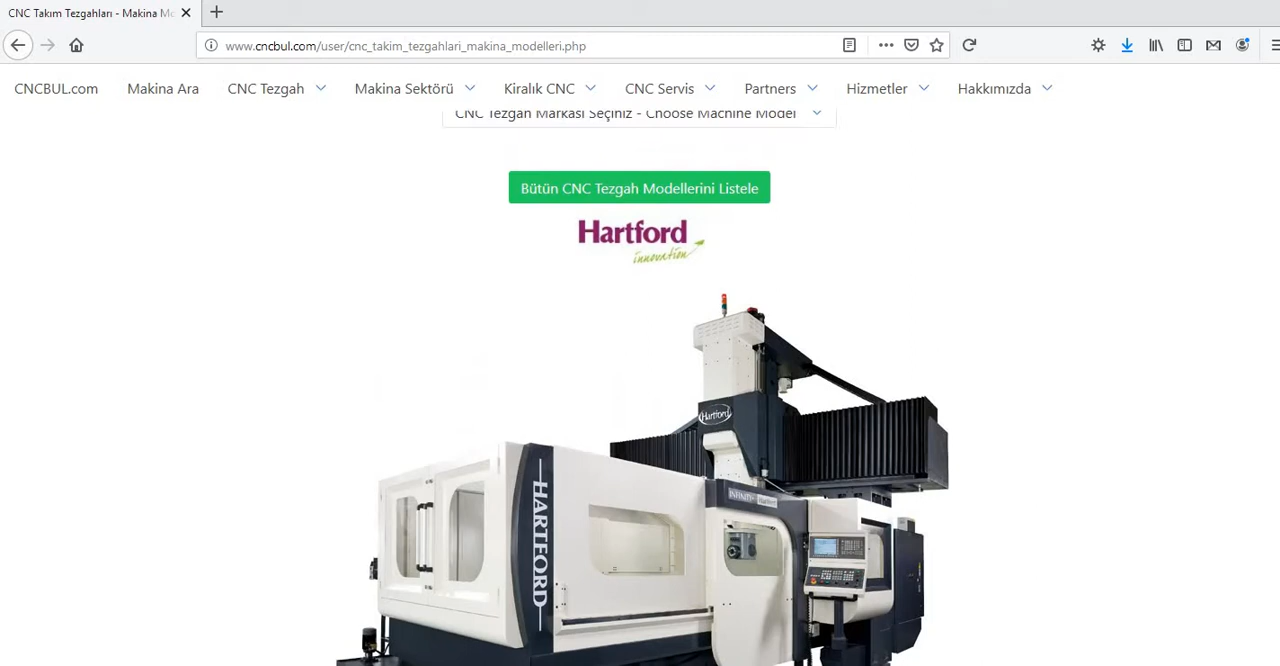 CNC Takım Tezgahları - Makina Mo
www.cncbul.com/user/cnc_takim_tezgahlari_makina_modelleri.php
CNCBUL.com Makina Ara CNC Tezgah Makina Sektörü Kiralık CNC CNC Servis Partners Hizmetler Hakkımızda
CNC Tezgah Markası Seçiniz - Choose Machine Model
Bütün CNC Tezgah Modellerini Listele
Hartford
innovation
Hartford
INFINITY
HARTFORD